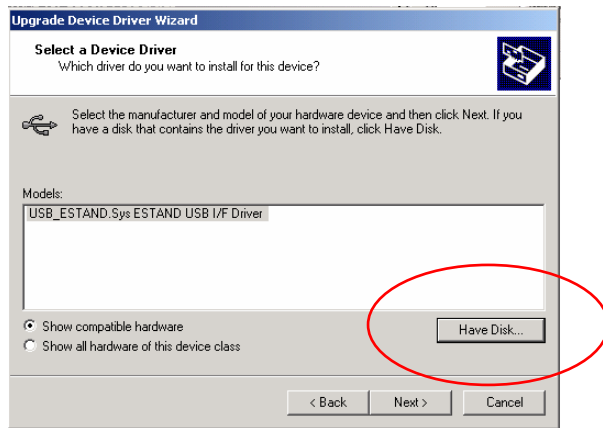 Upgrade Device Driver Wizard
Select a Device Driver
Which driver do you want to install for this device?
Select the manufacturer and model of your hardware device and then click Next. If you
have a disk that contains the driver you want to install, click Have Disk.
Models:
USB_ESTAND.Sys ESTAND USB I/F Driver
Show compatible hardware
Show all hardware of this device class
Have Disk...
< Back
Next >
Cancel